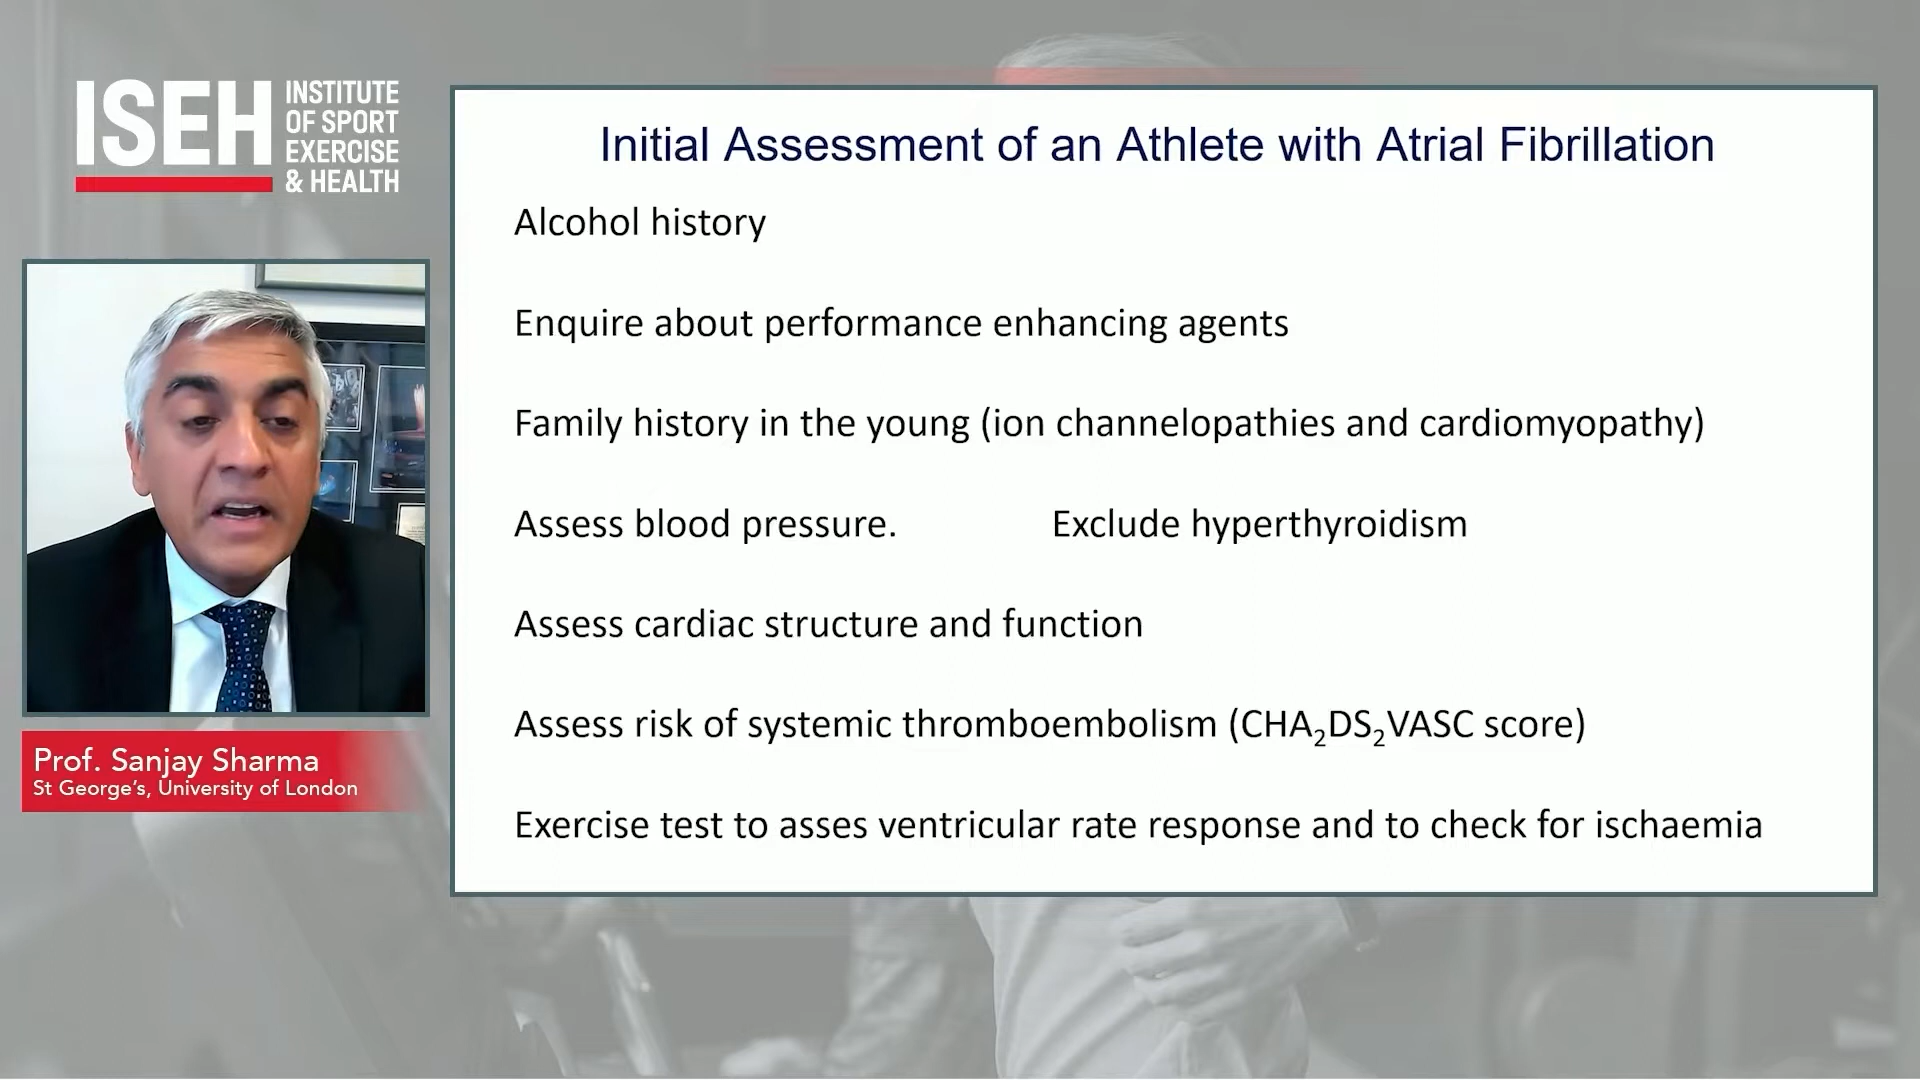 ISEH
INSTITUTE
OF SPORT
EXERCISE
& HEALTH
Initial Assessment of an Athlete with Atrial Fibrillation
Alcohol history
Enquire about performance enhancing agents
Family history in the young (ion channelopathies and cardiomyopathy)
Assess blood pressure. Exclude hyperthyroidism
Assess cardiac structure and function
Assess risk of systemic thromboembolism (CHA₂DS₂VASC score)
Exercise test to asses ventricular rate response and to check for ischaemia
Prof. Sanjay Sharma
St George's, University of London